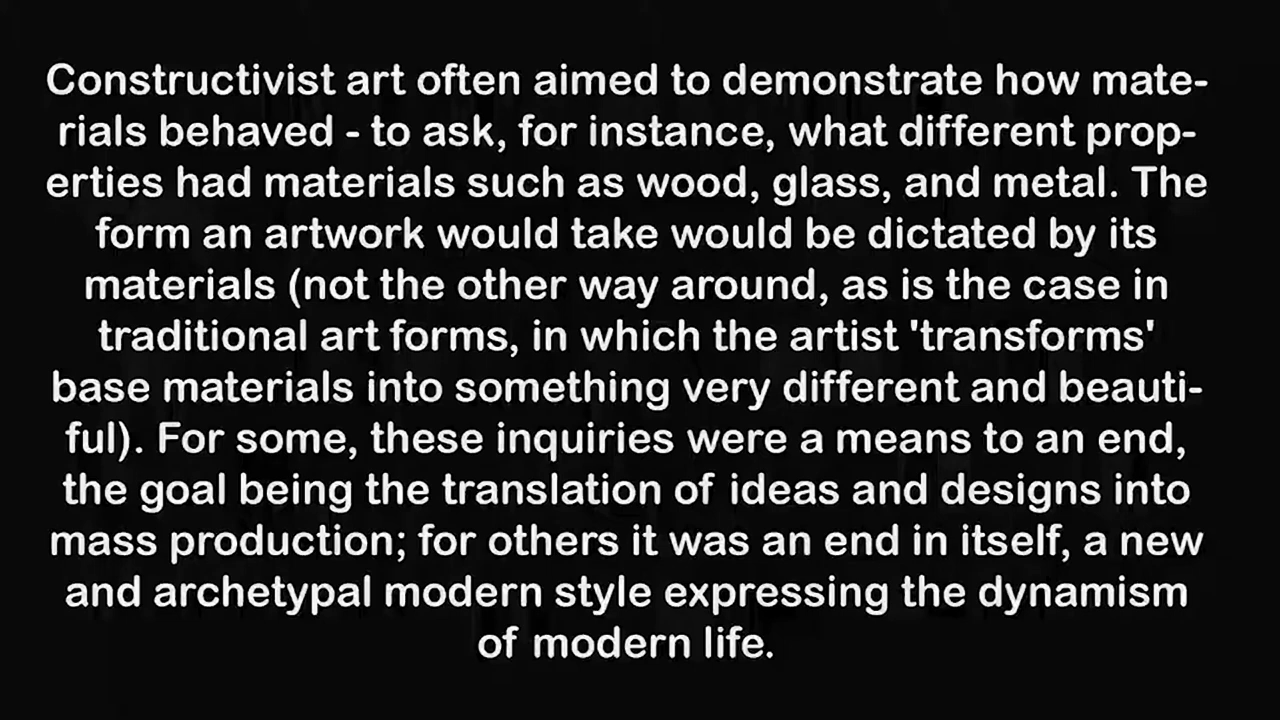 Constructivist art often aimed to demonstrate how mate-
rials behaved - to ask, for instance, what different prop-
erties had materials such as wood, glass, and metal. The
form an artwork would take would be dictated by its
materials (not the other way around, as is the case in
traditional art forms, in which the artist 'transforms'
base materials into something very different and beauti-
ful). For some, these inquiries were a means to an end,
the goal being the translation of ideas and designs into
mass production; for others it was an end in itself, a new
and archetypal modern style expressing the dynamism
of modern life.